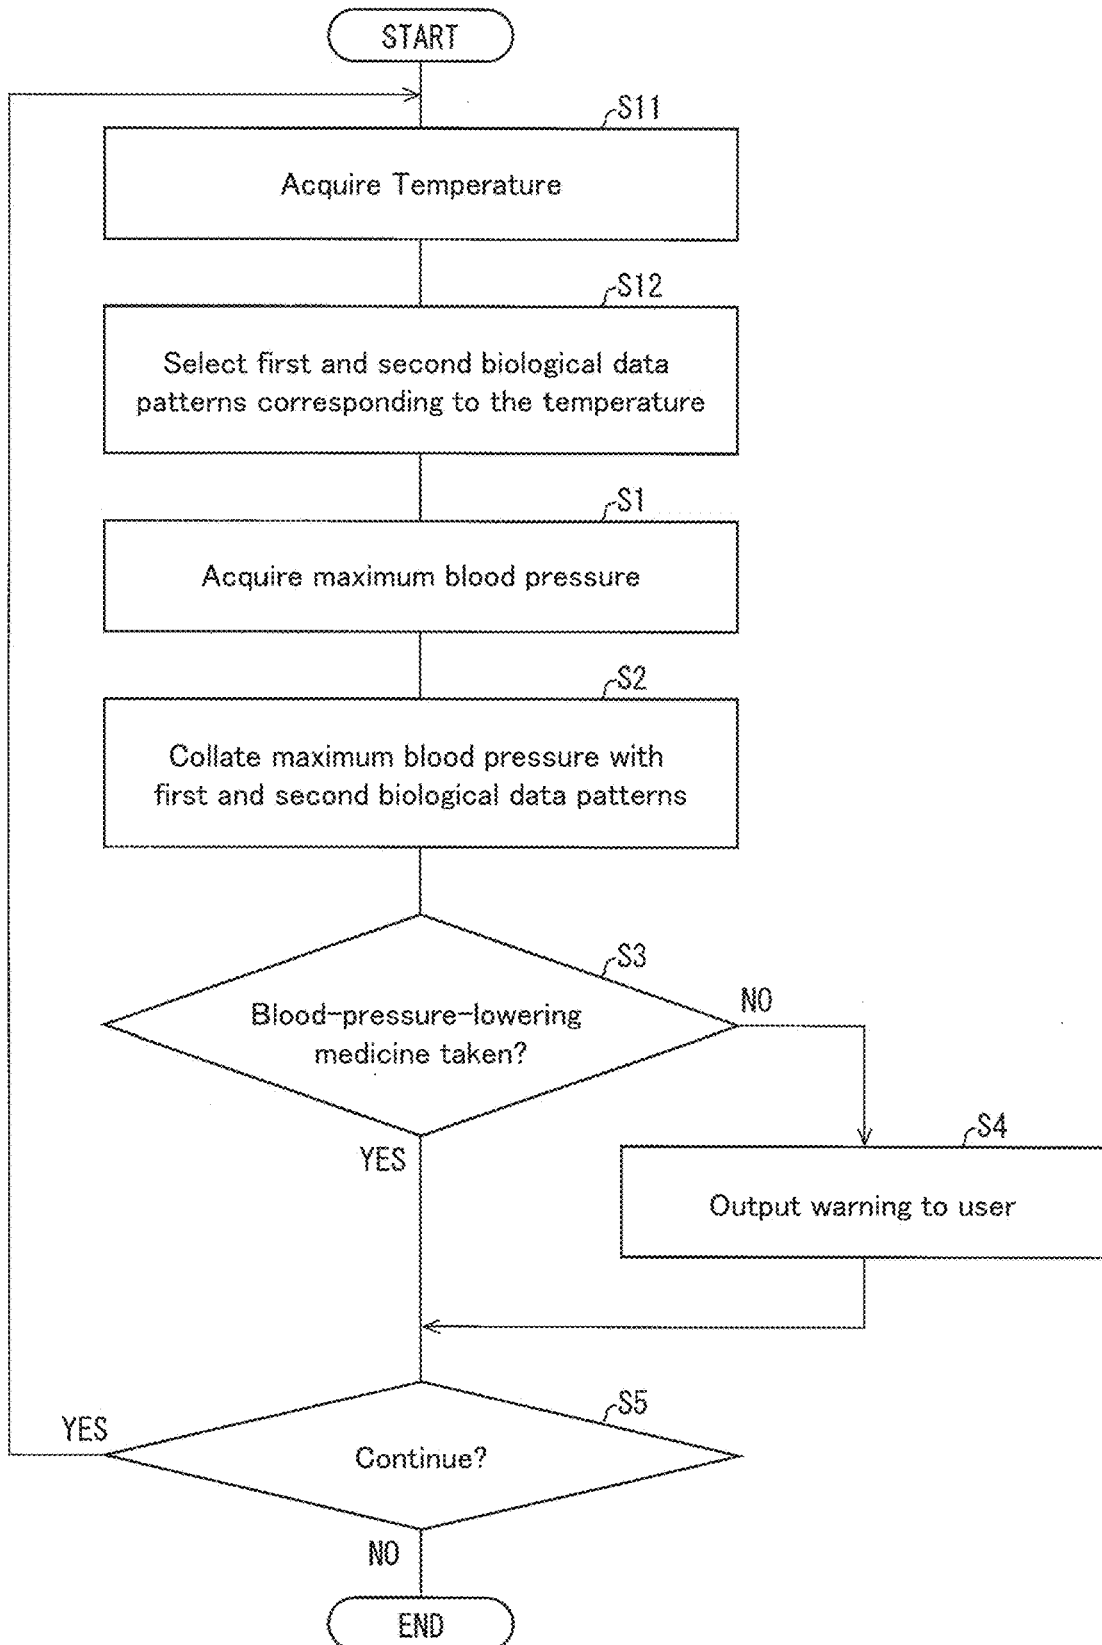 START
S11
Acquire Temperature
S12
Select first and second biological data
patterns corresponding to the temperature
S1
Acquire maximum blood pressure
S2
Collate maximum blood pressure with
first and second biological data patterns
S3
Blood-pressure-lowering
medicine taken?
NO
YES
S4
Output warning to user
S5
YES
Continue?
NO
END